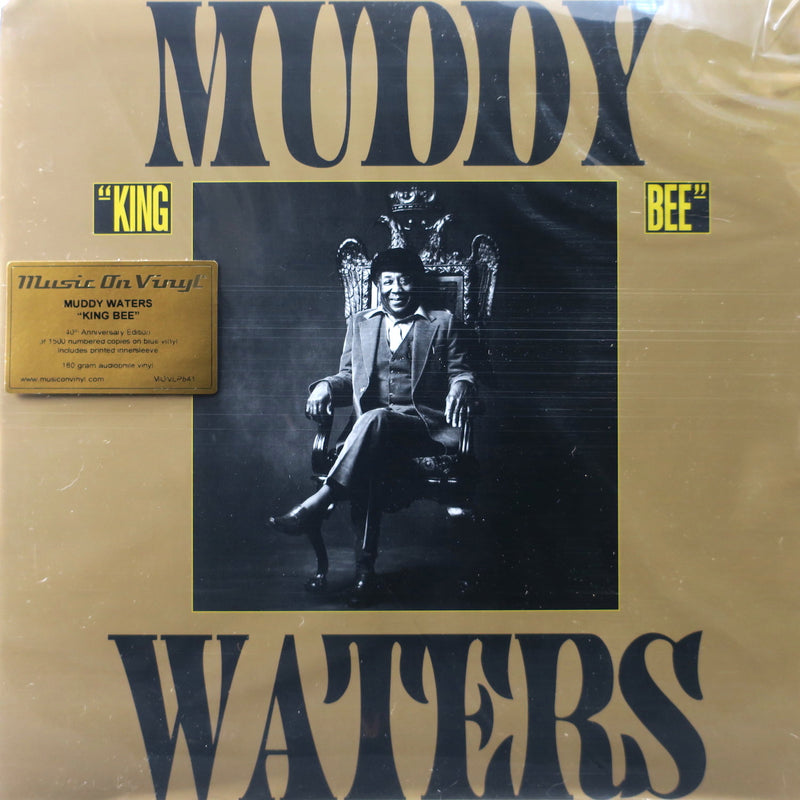 MUDDY
"KING BEE"
Music On Vinyl
MUDDY WATERS
"KING BEE"
40th Anniversary Edition
of 1500 numbered copies on blue vinyl
Includes printed innersleeve
180 gram audiophile vinyl
www.musiconvinyl.com
WATERS